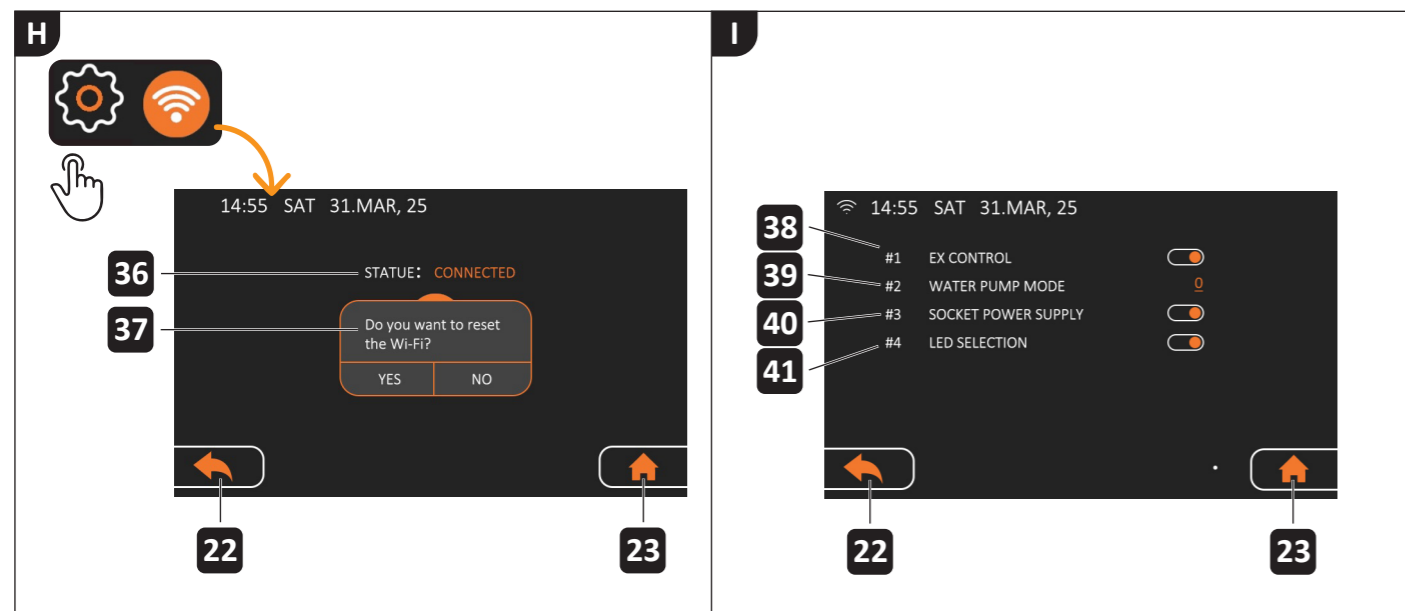 H
14:55 SAT 31.MAR, 25
36
STATUE: CONNECTED
37
Do you want to reset
the Wi-Fi?
YES NO
22
23
I
14:55 SAT 31.MAR, 25
38
#1 EX CONTROL
39
#2 WATER PUMP MODE 0
40
#3 SOCKET POWER SUPPLY
41
#4 LED SELECTION
22
23